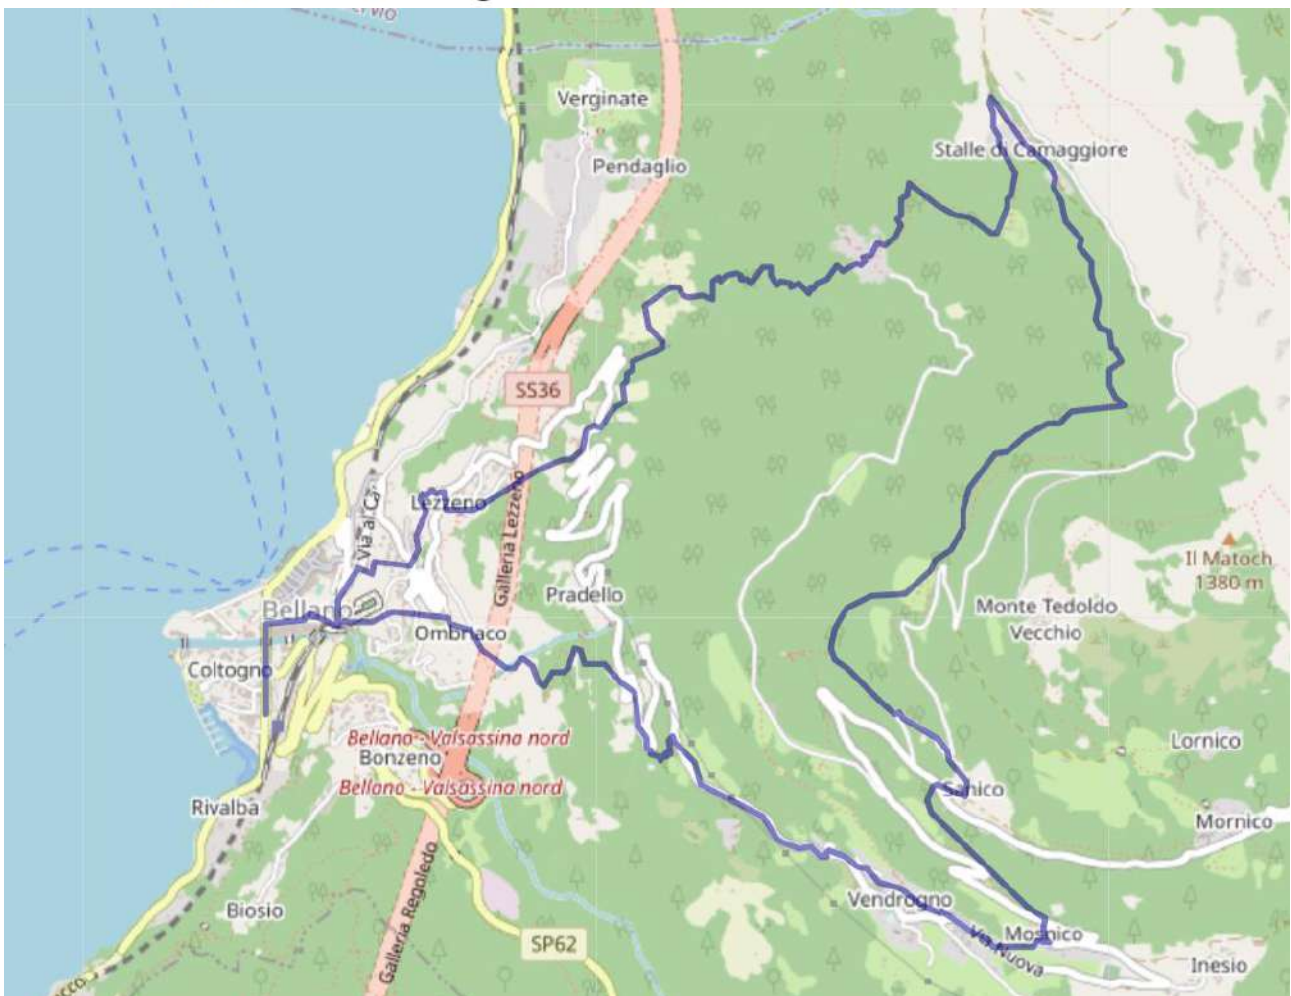 Verginate
Pendaglio
Stalle di Camaggiore
SS36
Lezzeno
Via al Ca
Galleria Lezzeno
Pradello
Bellano
Ombriaco
Coltogno
Il Matoch
1380 m
Monte Tedoldo
Vecchio
Bellano - Valsassina nord
Bonzeno
Bellano - Valsassina nord
Rivalba
Lornico
Sanico
Mornico
Galleria Regoledo
Biosio
Vendrogno
SP62
Via Nuova
Mosnico
Inesio